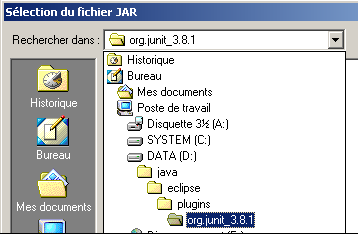 Sélection du fichier JAR
Rechercher dans : org.junit_3.8.1
Historique
Bureau
Mes documents
Poste de travail
Disquette 3½ (A:)
SYSTEM (C:)
DATA (D:)
java
eclipse
plugins
org.junit_3.8.1
Historique
Bureau
Mes documents